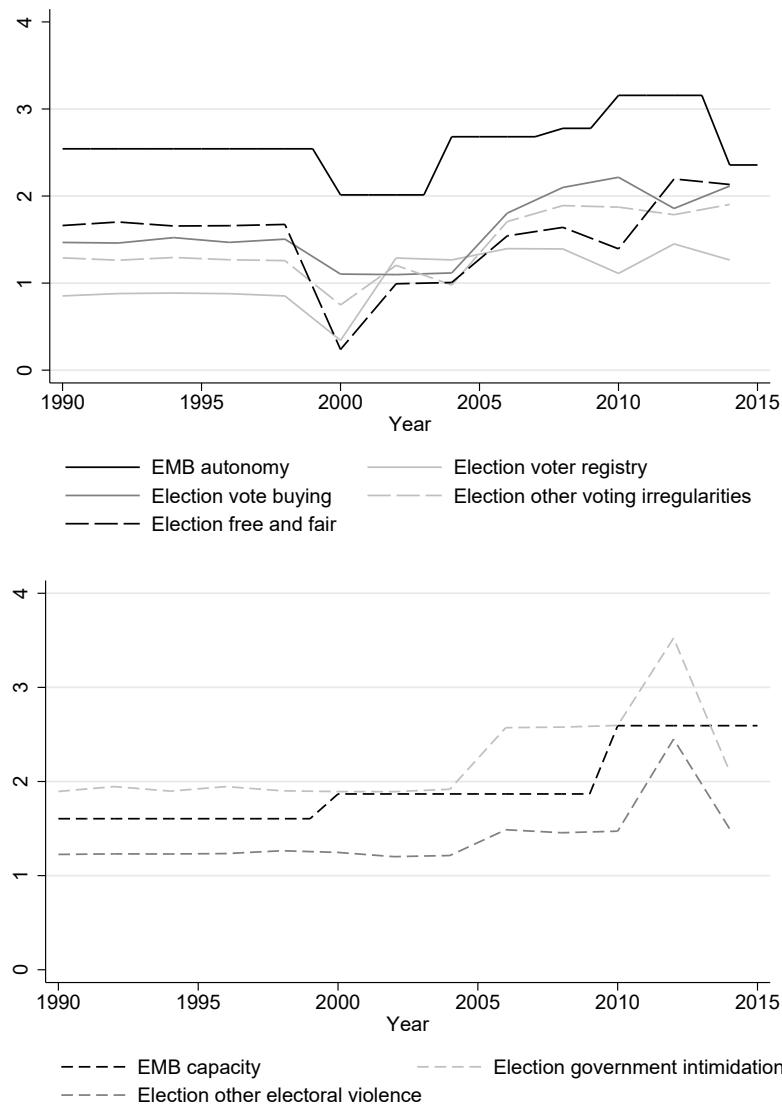 4
3
2
1
0
1990 1995 2000 2005 2010 2015
Year
EMB autonomy Election voter registry
Election vote buying Election other voting irregularities
Election free and fair
4
3
2
1
0
1990 1995 2000 2005 2010 2015
Year
EMB capacity Election government intimidation
Election other electoral violence